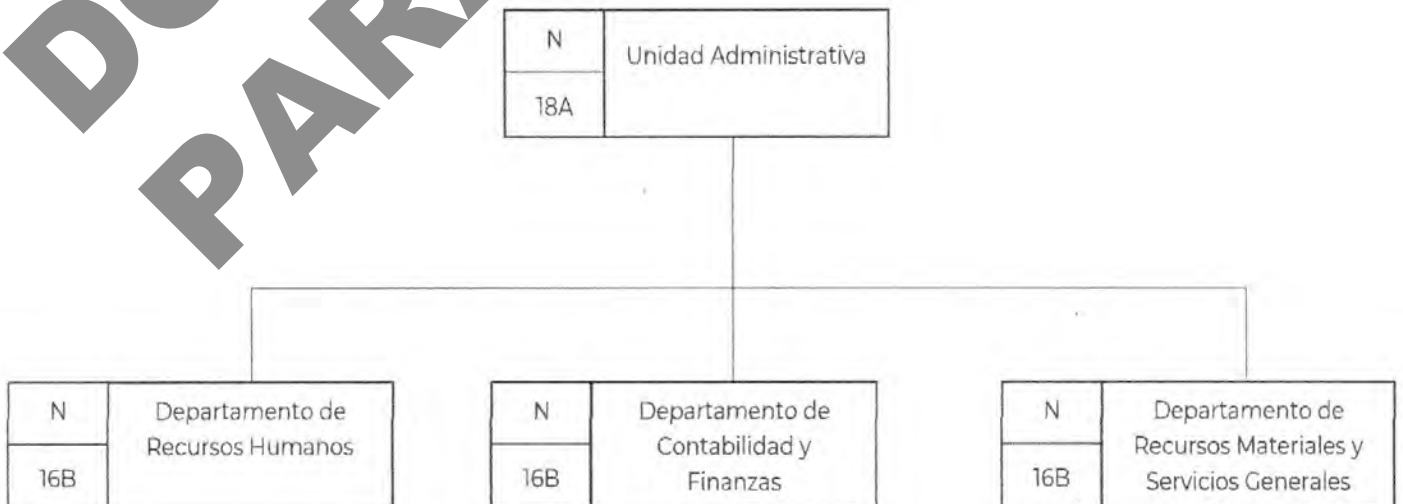 N
Unidad Administrativa
18A
N
Departamento de
Recursos Humanos
16B
N
Departamento de
Contabilidad y
Finanzas
16B
N
Departamento de
Recursos Materiales y
Servicios Generales
16B